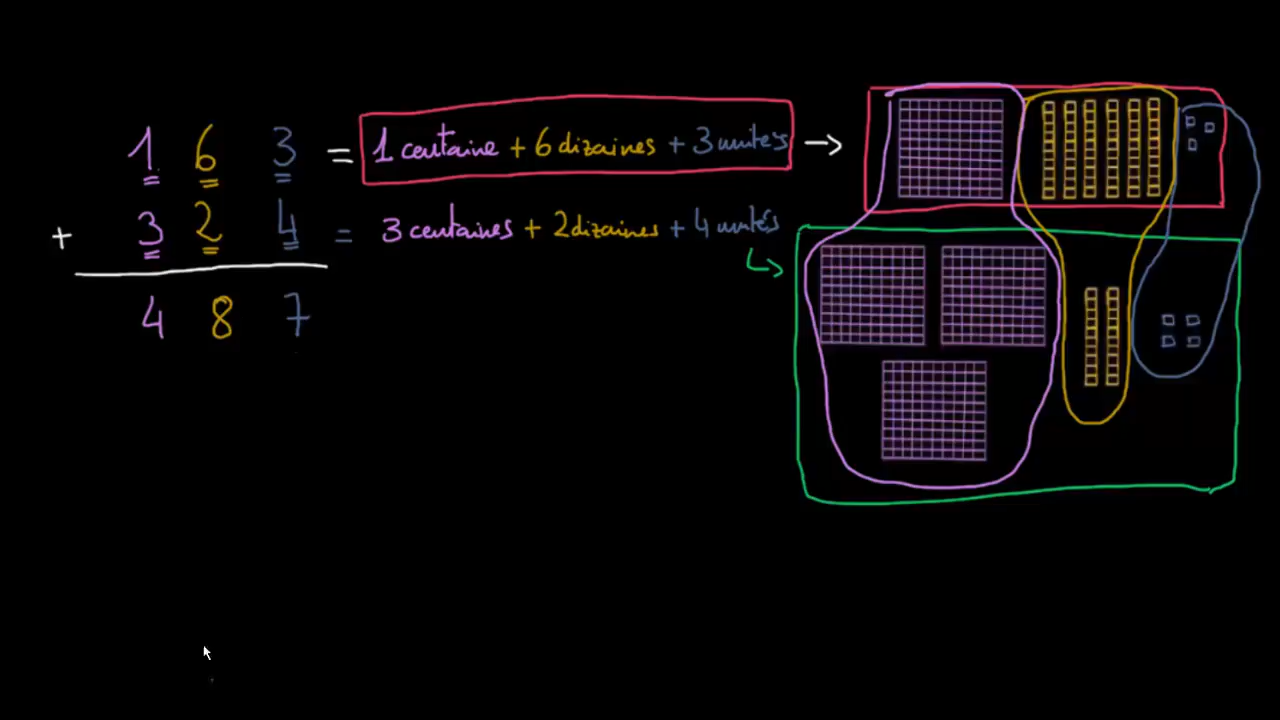 1 6 3 = 1 centaine + 6 dizaines + 3 unités →
+ 3 2 4 = 3 centaines + 2 dizaines + 4 unités
4 8 7